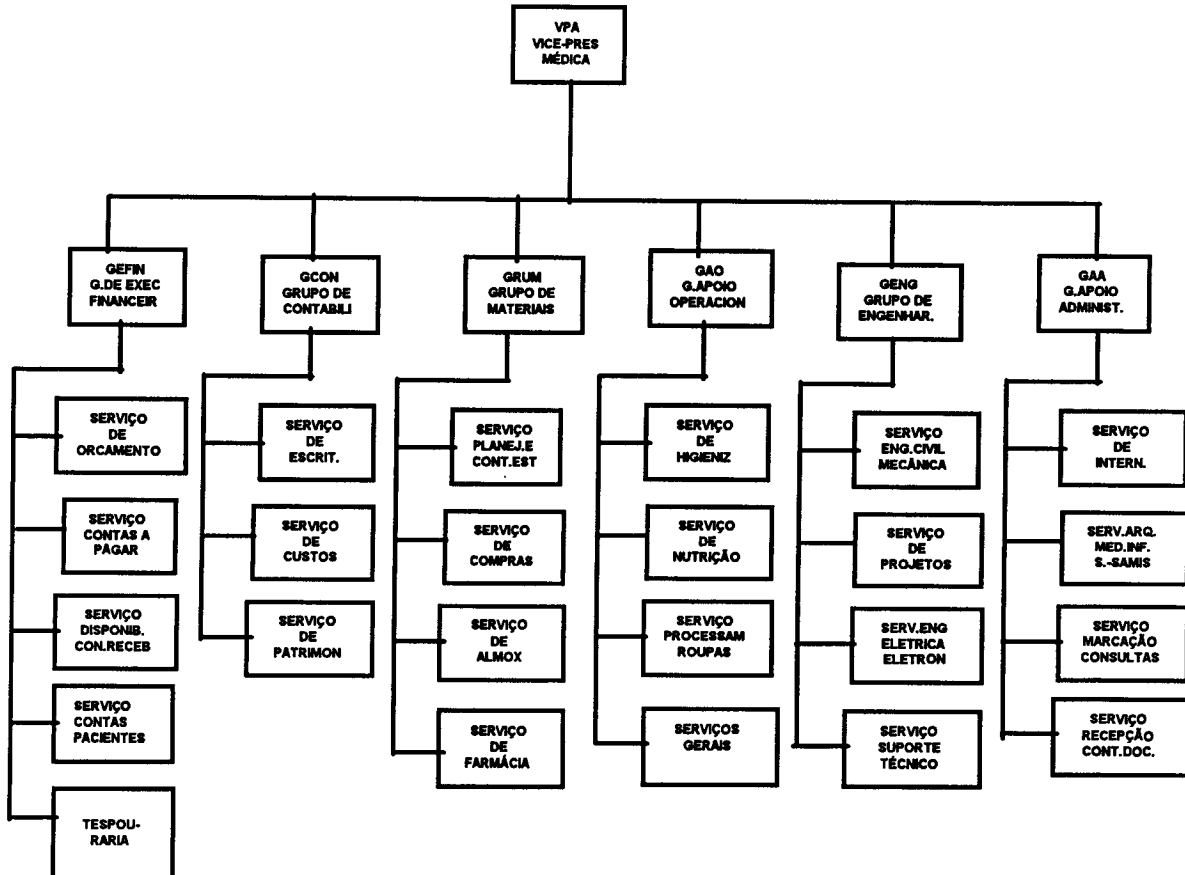 VPA
VICE-PRES
MÉDICA
GEFIN
G.DE EXEC
FINANCEIR
GCON
GRUPO DE
CONTABILI
GRUM
GRUPO DE
MATERIAIS
GAO
G.APOIO
OPERACION
GENG
GRUPO DE
ENGENHAR.
GAA
G.APOIO
ADMINIST.
SERVIÇO
DE
ORCAMENTO
SERVIÇO
CONTAS A
PAGAR
SERVIÇO
DISPONIB.
CON.RECEB
SERVIÇO
CONTAS
PACIENTES
TESPOU-
RARIA
SERVIÇO
DE
ESCRIT.
SERVIÇO
DE
CUSTOS
SERVIÇO
DE
PATRIMON
SERVIÇO
PLANEJ.E
CONT.EST
SERVIÇO
DE
COMPRAS
SERVIÇO
DE
ALMOX
SERVIÇO
DE
FARMÁCIA
SERVIÇO
DE
HIGIENIZ
SERVIÇO
DE
NUTRIÇÃO
SERVIÇO
PROCESSAM
ROUPAS
SERVIÇOS
GERAIS
SERVIÇO
ENG.CIVIL
MECÂNICA
SERVIÇO
DE
PROJETOS
SERV.ENG
ELETRICA
ELETRON
SERVIÇO
SUPORTE
TÉCNICO
SERVIÇO
DE
INTERN.
SERV.ARQ.
MED.INF.
S.-SAMIS
SERVIÇO
MARCAÇÃO
CONSULTAS
SERVIÇO
RECEPÇÃO
CONT.DOC.